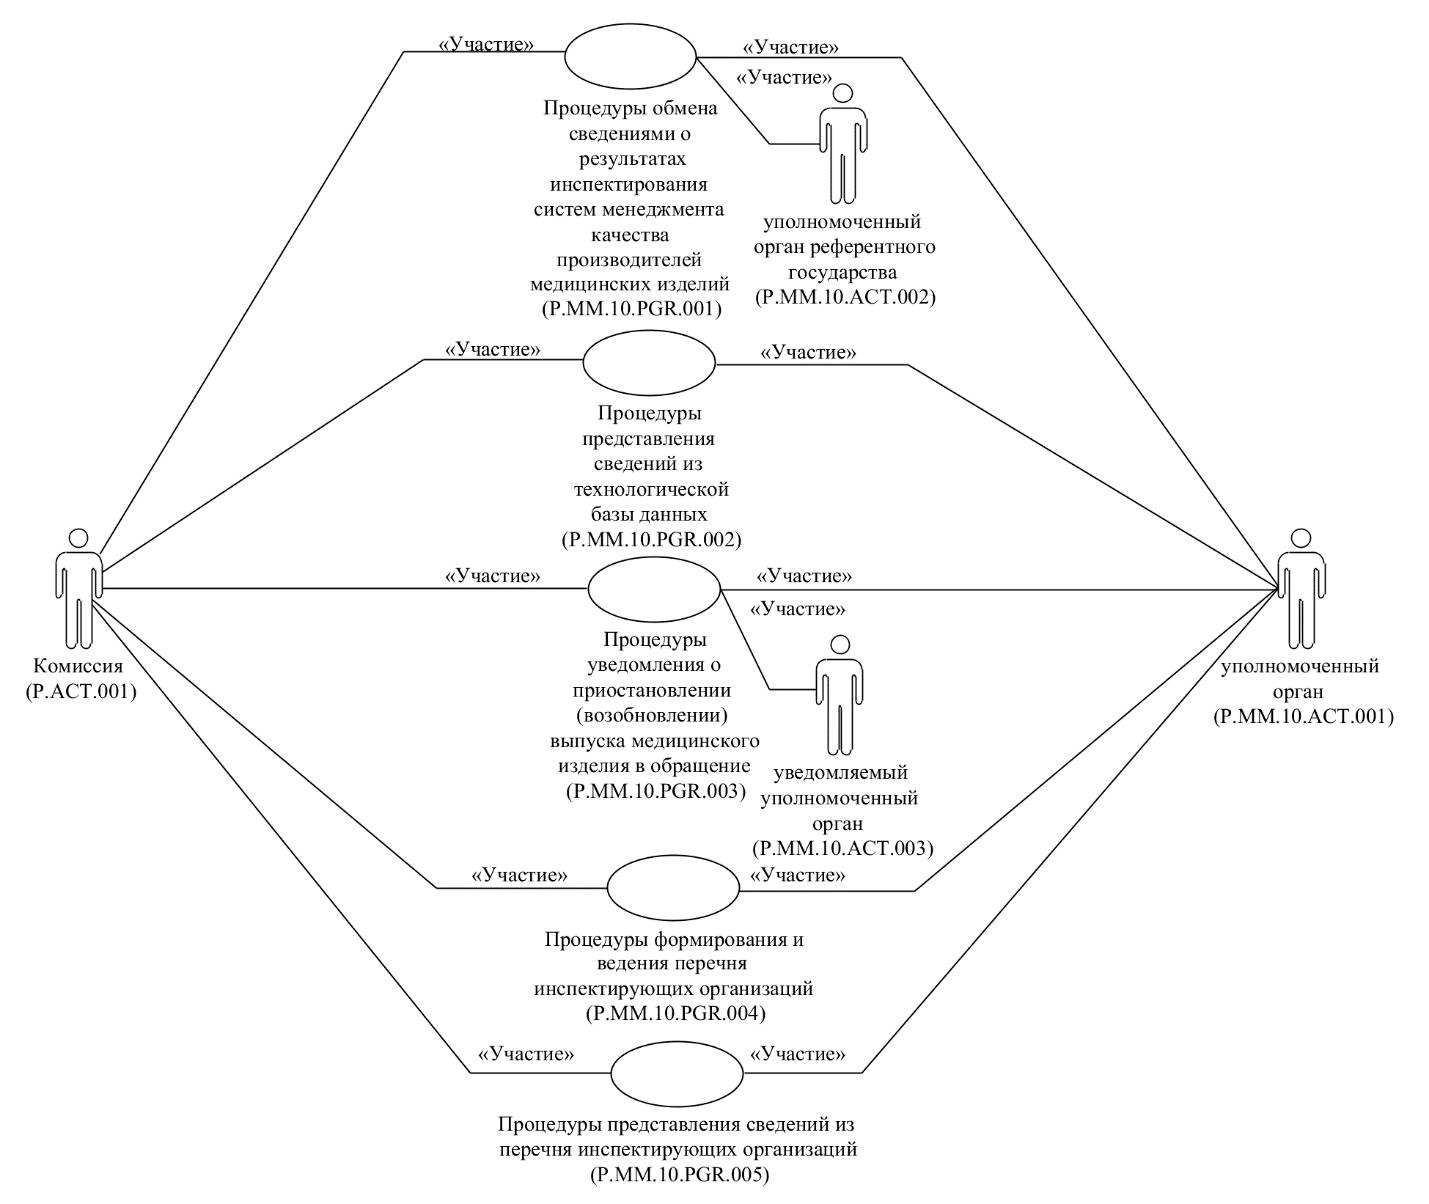 «Участие»
«Участие»
«Участие»
Процедуры обмена
сведениями о
результатах
инспектирования
систем менеджмента
качества
производителей
медицинских изделий
(P.MM.10.PGR.001)
уполномоченный
орган референтного
государства
(P.MM.10.ACT.002)
«Участие»
«Участие»
Процедуры
представления
сведений из
технологической
базы данных
(P.MM.10.PGR.002)
«Участие»
«Участие»
«Участие»
Процедуры
уведомления о
приостановлении
(возобновлении)
выпуска медицинского
изделия в обращение
(P.MM.10.PGR.003)
Комиссия
(P.ACT.001)
уполномоченный
орган
(P.MM.10.ACT.001)
уведомляемый
уполномоченный
орган
(P.MM.10.ACT.003)
«Участие»
«Участие»
Процедуры формирования и
ведения перечня
инспектирующих организаций
(P.MM.10.PGR.004)
«Участие»
«Участие»
Процедуры представления сведений из
перечня инспектирующих организаций
(P.MM.10.PGR.005)